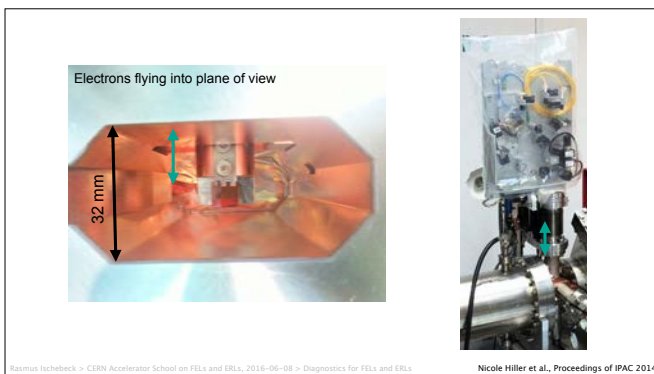 Electrons flying into plane of view
32 mm
Rasmus Ischebeck > CERN Accelerator School on FELs and ERLs, 2016-06-08 > Diagnostics for FELs and ERLs
Nicole Hiller et al., Proceedings of IPAC 2014